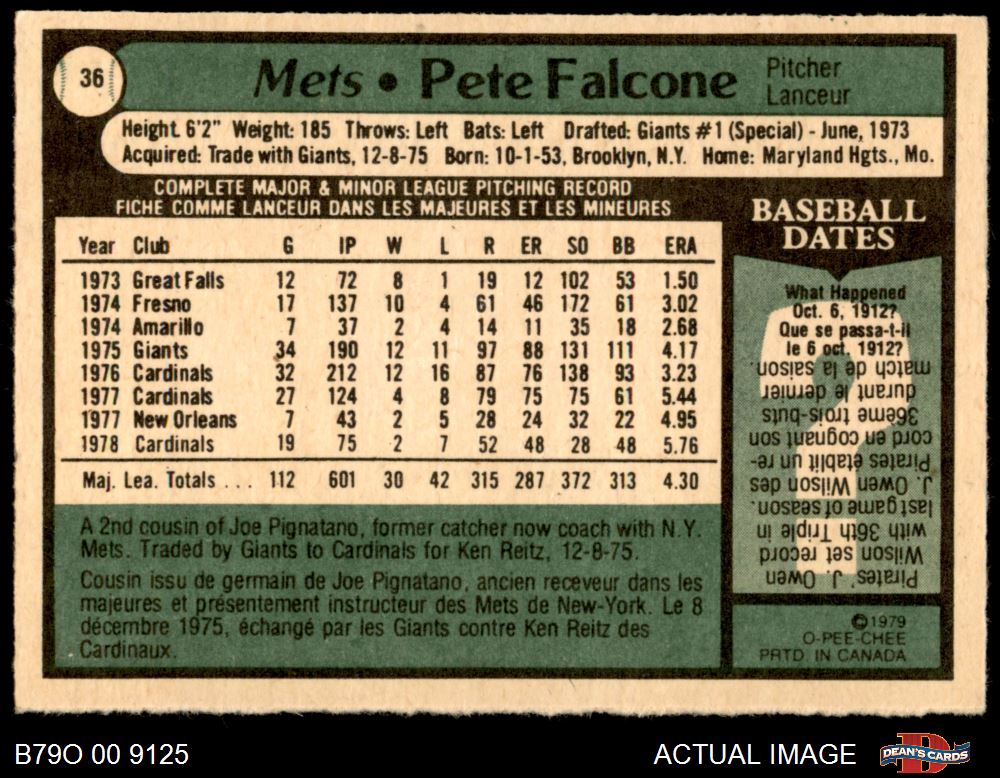 36
Mets • Pete Falcone
Pitcher
Lanceur
Height 6'2" Weight: 185 Throws: Left Bats: Left Drafted: Giants #1 (Special) - June, 1973
Acquired: Trade with Giants, 12-8-75 Born: 10-1-53, Brooklyn, N.Y. Home: Maryland Hgts., Mo.
COMPLETE MAJOR & MINOR LEAGUE PITCHING RECORD
FICHE COMME LANCEUR DANS LES MAJEURES ET LES MINEURES
Year Club G IP W L R ER SO BB ERA
1973 Great Falls 12 72 8 1 19 12 102 53 1.50
1974 Fresno 17 137 10 4 61 46 172 61 3.02
1974 Amarillo 7 37 2 4 14 11 35 18 2.68
1975 Giants 34 190 12 11 97 88 131 111 4.17
1976 Cardinals 32 212 12 16 87 76 138 93 3.23
1977 Cardinals 27 124 4 8 79 75 75 61 5.44
1977 New Orleans 7 43 2 5 28 24 32 22 4.95
1978 Cardinals 19 75 2 7 52 48 28 48 5.76
Maj. Lea. Totals ... 112 601 30 42 315 287 372 313 4.30
A 2nd cousin of Joe Pignatano, former catcher now coach with N.Y.
Mets. Traded by Giants to Cardinals for Ken Reitz, 12-8-75.
Cousin issu de germain de Joe Pignatano, ancien receveur dans les
majeures et présentement instructeur des Mets de New-York. Le 8
décembre 1975, échangé par les Giants contre Ken Reitz des
Cardinaux.
BASEBALL
DATES
What Happened
Oct. 6, 1912?
Que se passa-t-il
le 6 oct. 1912?
Pirates' J. Owen
Wilson set record
with 36th Triple in
last game of season.
J. Owen Wilson des
Pirates établit un re-
cord en cognant son
36ème trois-buts
durant le dernier
match de la saison.
©1979
O-PEE-CHEE
PRTD IN CANADA
B79O 00 9125
ACTUAL IMAGE
DEAN'S CARDS